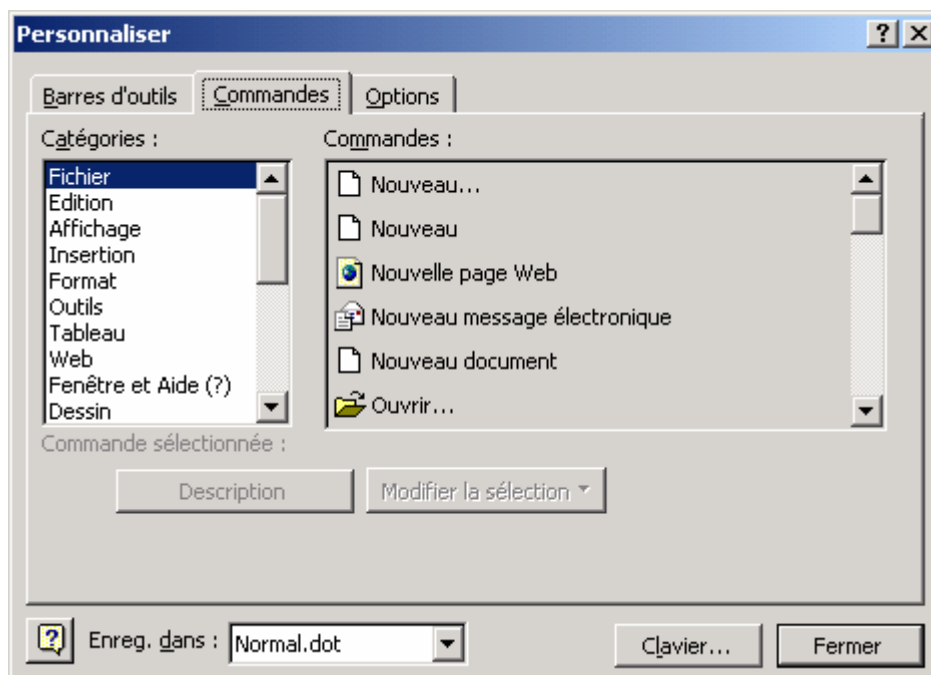 Personnaliser
Barres d'outils Commandes Options
Catégories :
Fichier
Edition
Affichage
Insertion
Format
Outils
Tableau
Web
Fenêtre et Aide (?)
Dessin
Commandes :
Nouveau...
Nouveau
Nouvelle page Web
Nouveau message électronique
Nouveau document
Ouvrir...
Commande sélectionnée :
Description Modifier la sélection
Enreg. dans : Normal.dot Clavier... Fermer